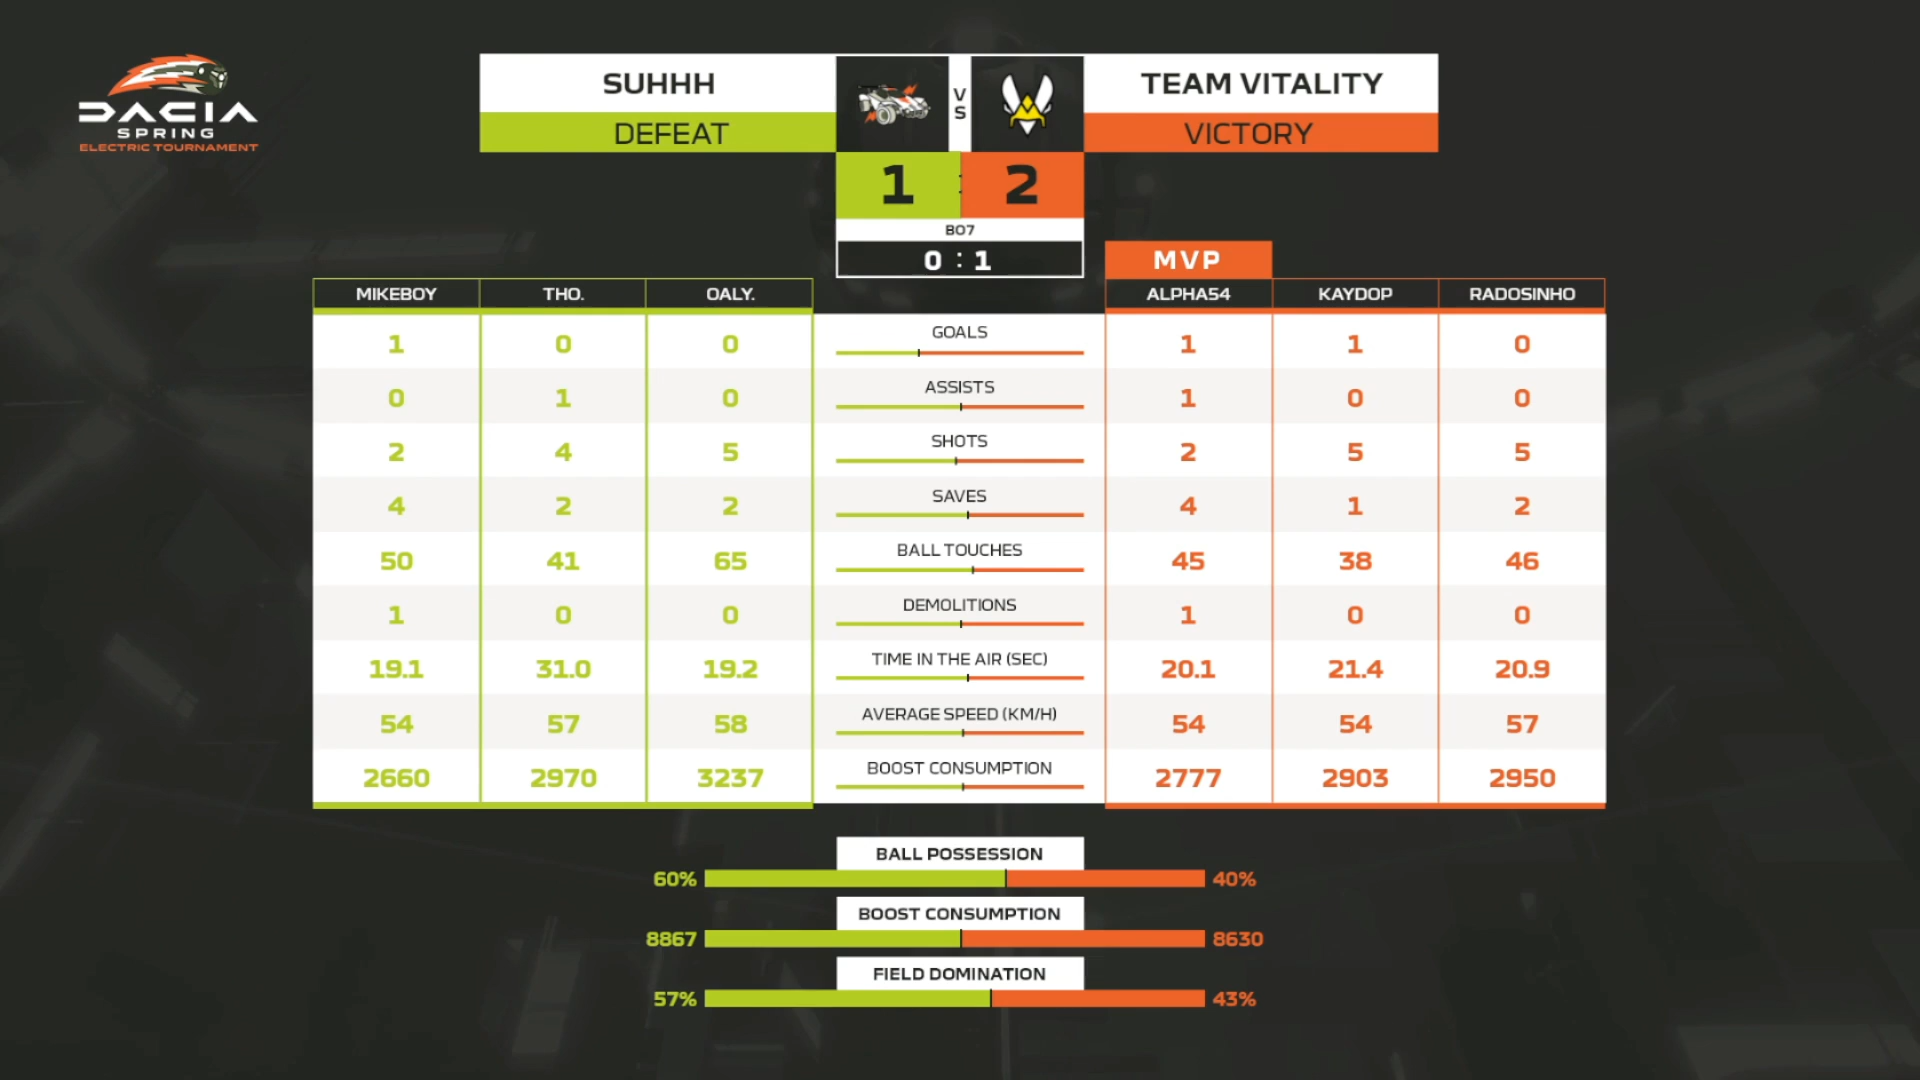 DACIA
SPRING
ELECTRIC TOURNAMENT
SUHHH
VS
TEAM VITALITY
DEFEAT
VICTORY
1 : 2
BO7
0 : 1
MVP
MIKEBOY THO. OALY. ALPHA54 KAYDOP RADOSINHO
1 0 0 GOALS 1 1 0
0 1 0 ASSISTS 1 0 0
2 4 5 SHOTS 2 5 5
4 2 2 SAVES 4 1 2
50 41 65 BALL TOUCHES 45 38 46
1 0 0 DEMOLITIONS 1 0 0
19.1 31.0 19.2 TIME IN THE AIR (SEC) 20.1 21.4 20.9
54 57 58 AVERAGE SPEED (KM/H) 54 54 57
2660 2970 3237 BOOST CONSUMPTION 2777 2903 2950
BALL POSSESSION
60% 40%
BOOST CONSUMPTION
8867 8630
FIELD DOMINATION
57% 43%